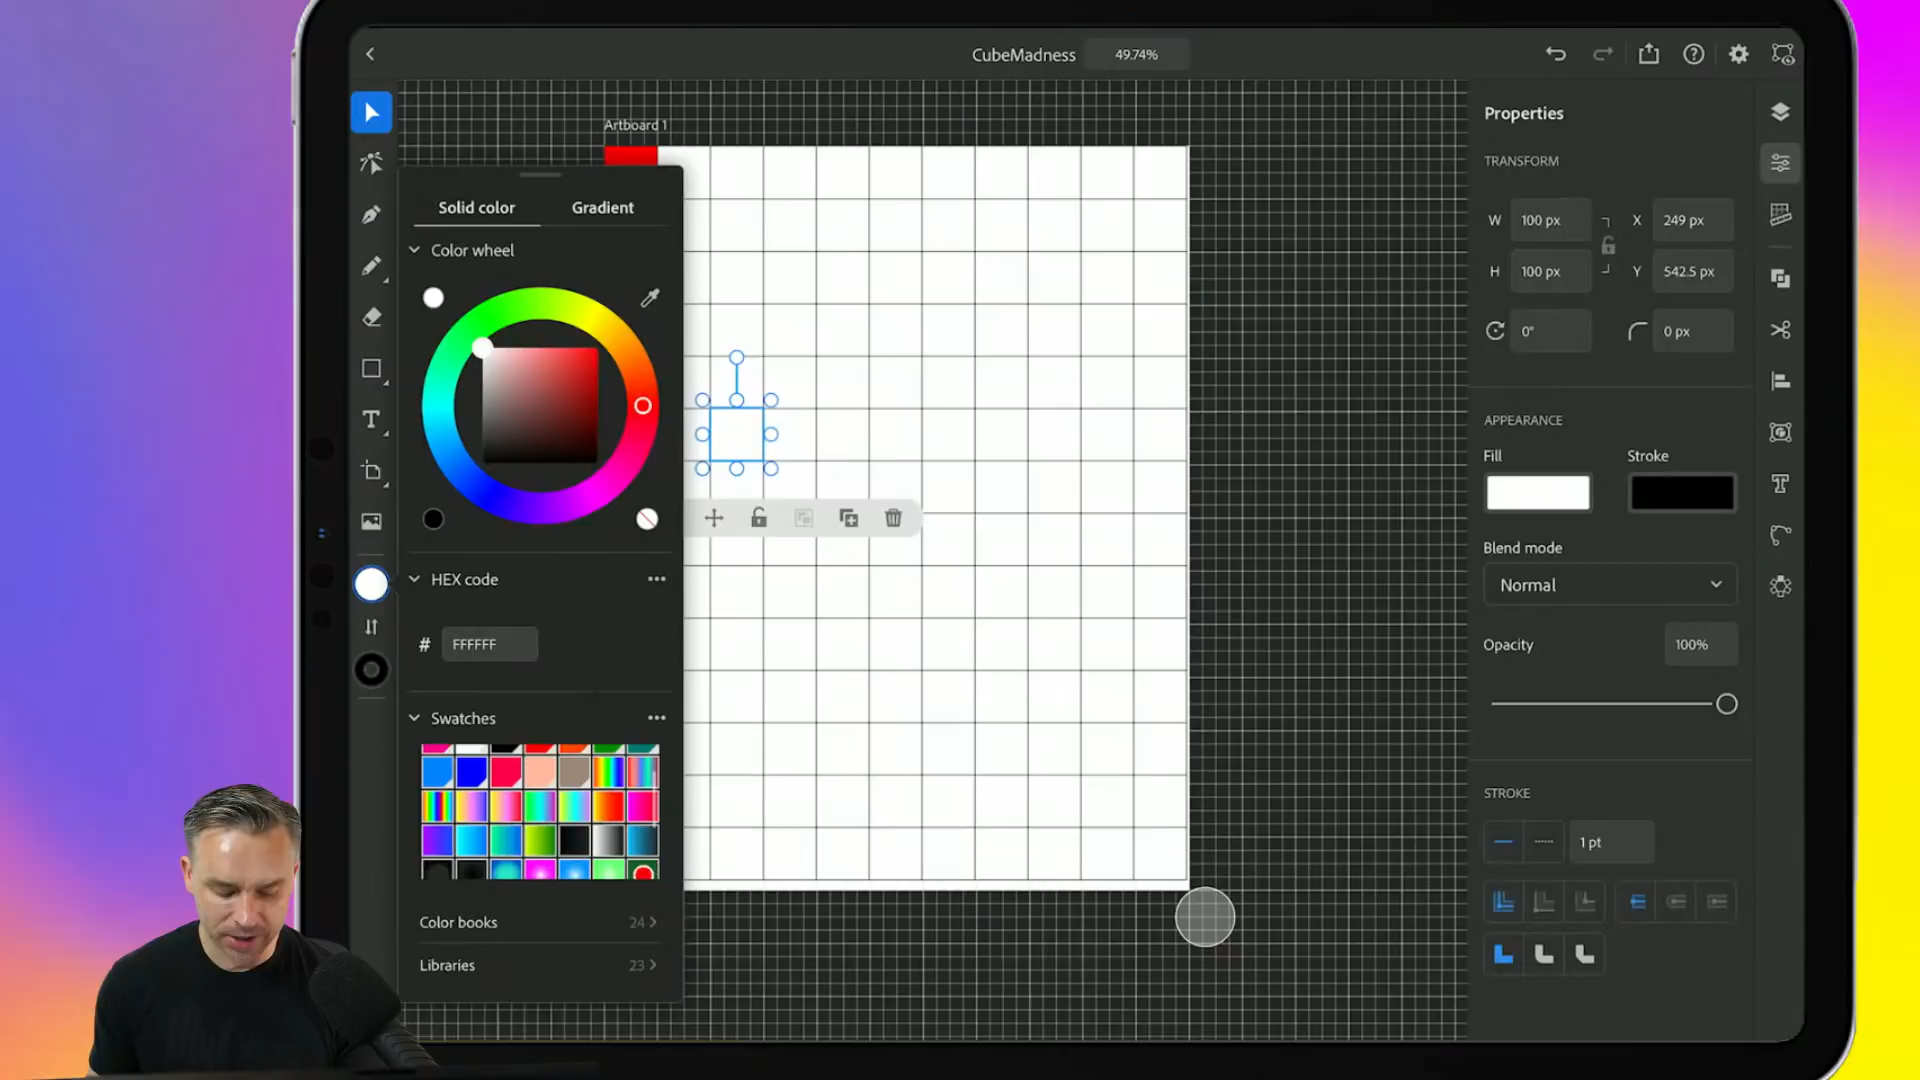 CubeMadness 49.74%
Artboard 1
Solid color Gradient
Color wheel
HEX code
# FFFFFF
Swatches
Color books 24
Libraries 23
Properties
TRANSFORM
W 100 px X 249 px
H 100 px Y 542.5 px
0° 0 px
APPEARANCE
Fill Stroke
Blend mode
Normal
Opacity 100%
STROKE
1 pt